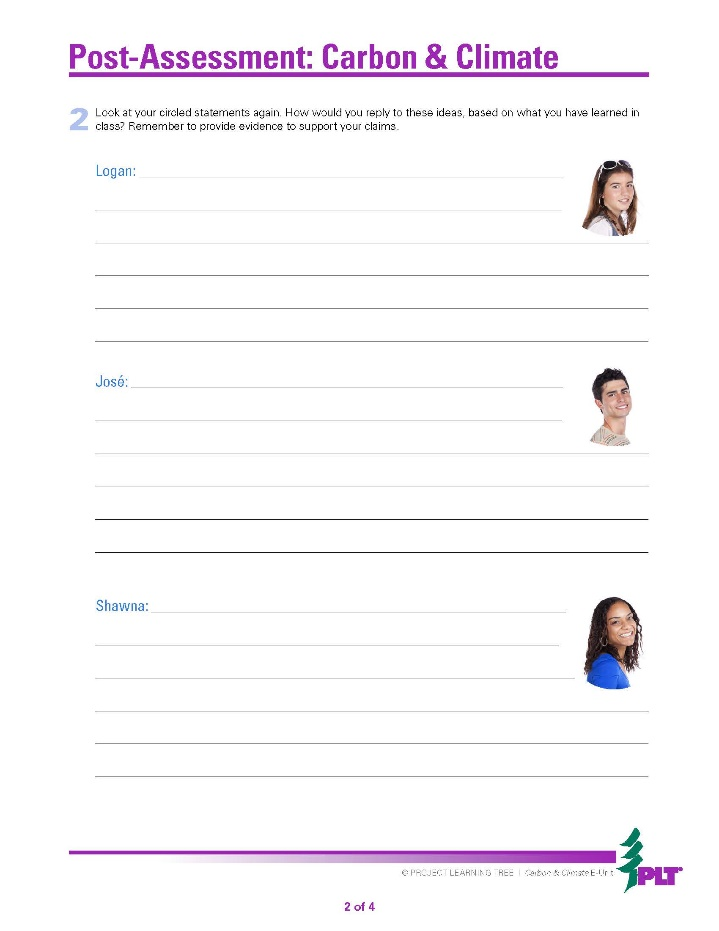 Post-Assessment: Carbon & Climate
2 Look at your circled statements again. How would you reply to these ideas, based on what you have learned in
class? Remember to provide evidence to support your claims.
Logan:
José:
Shawna:
© PROJECT LEARNING TREE | Carbon & Climate E-Unit
PLT®
2 of 4